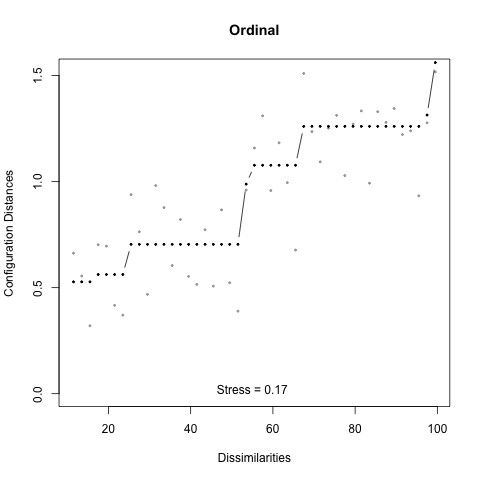 Ordinal
Configuration Distances
1.5
1.0
0.5
0.0
Stress = 0.17
20 40 60 80 100
Dissimilarities